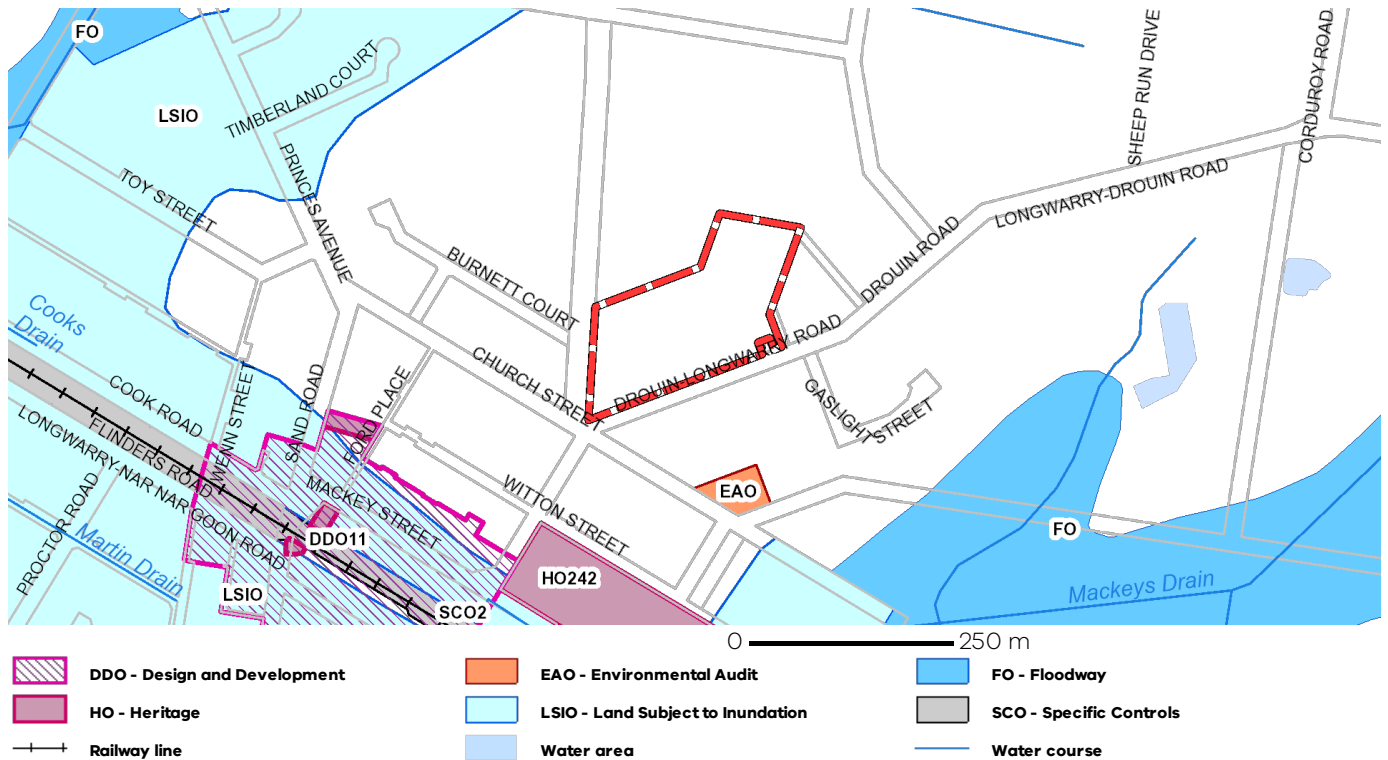 FO
LSIO
TIMBERLAND COURT
SHEEP RUN DRIVE
CORDUROY ROAD
TOY STREET
PRINCES AVENUE
LONGWARRY-DROUIN ROAD
DROUIN ROAD
BURNETT COURT
Cooks
Drain
CHURCH STREET
DROUIN-LONGWARRY ROAD
GASLIGHT STREET
COOK ROAD
WENN STREET
SAND ROAD
FORD PLACE
FLINDERS ROAD
LONGWARRY-NAR NAR GOON ROAD
PROCTOR ROAD
MACKEY STREET
WITTON STREET
EAO
FO
Martin Drain
DDO11
HO242
Mackeys Drain
LSIO
SCO2
0 250 m
DDO - Design and Development
EAO - Environmental Audit
FO - Floodway
HO - Heritage
LSIO - Land Subject to Inundation
SCO - Specific Controls
Railway line
Water area
Water course